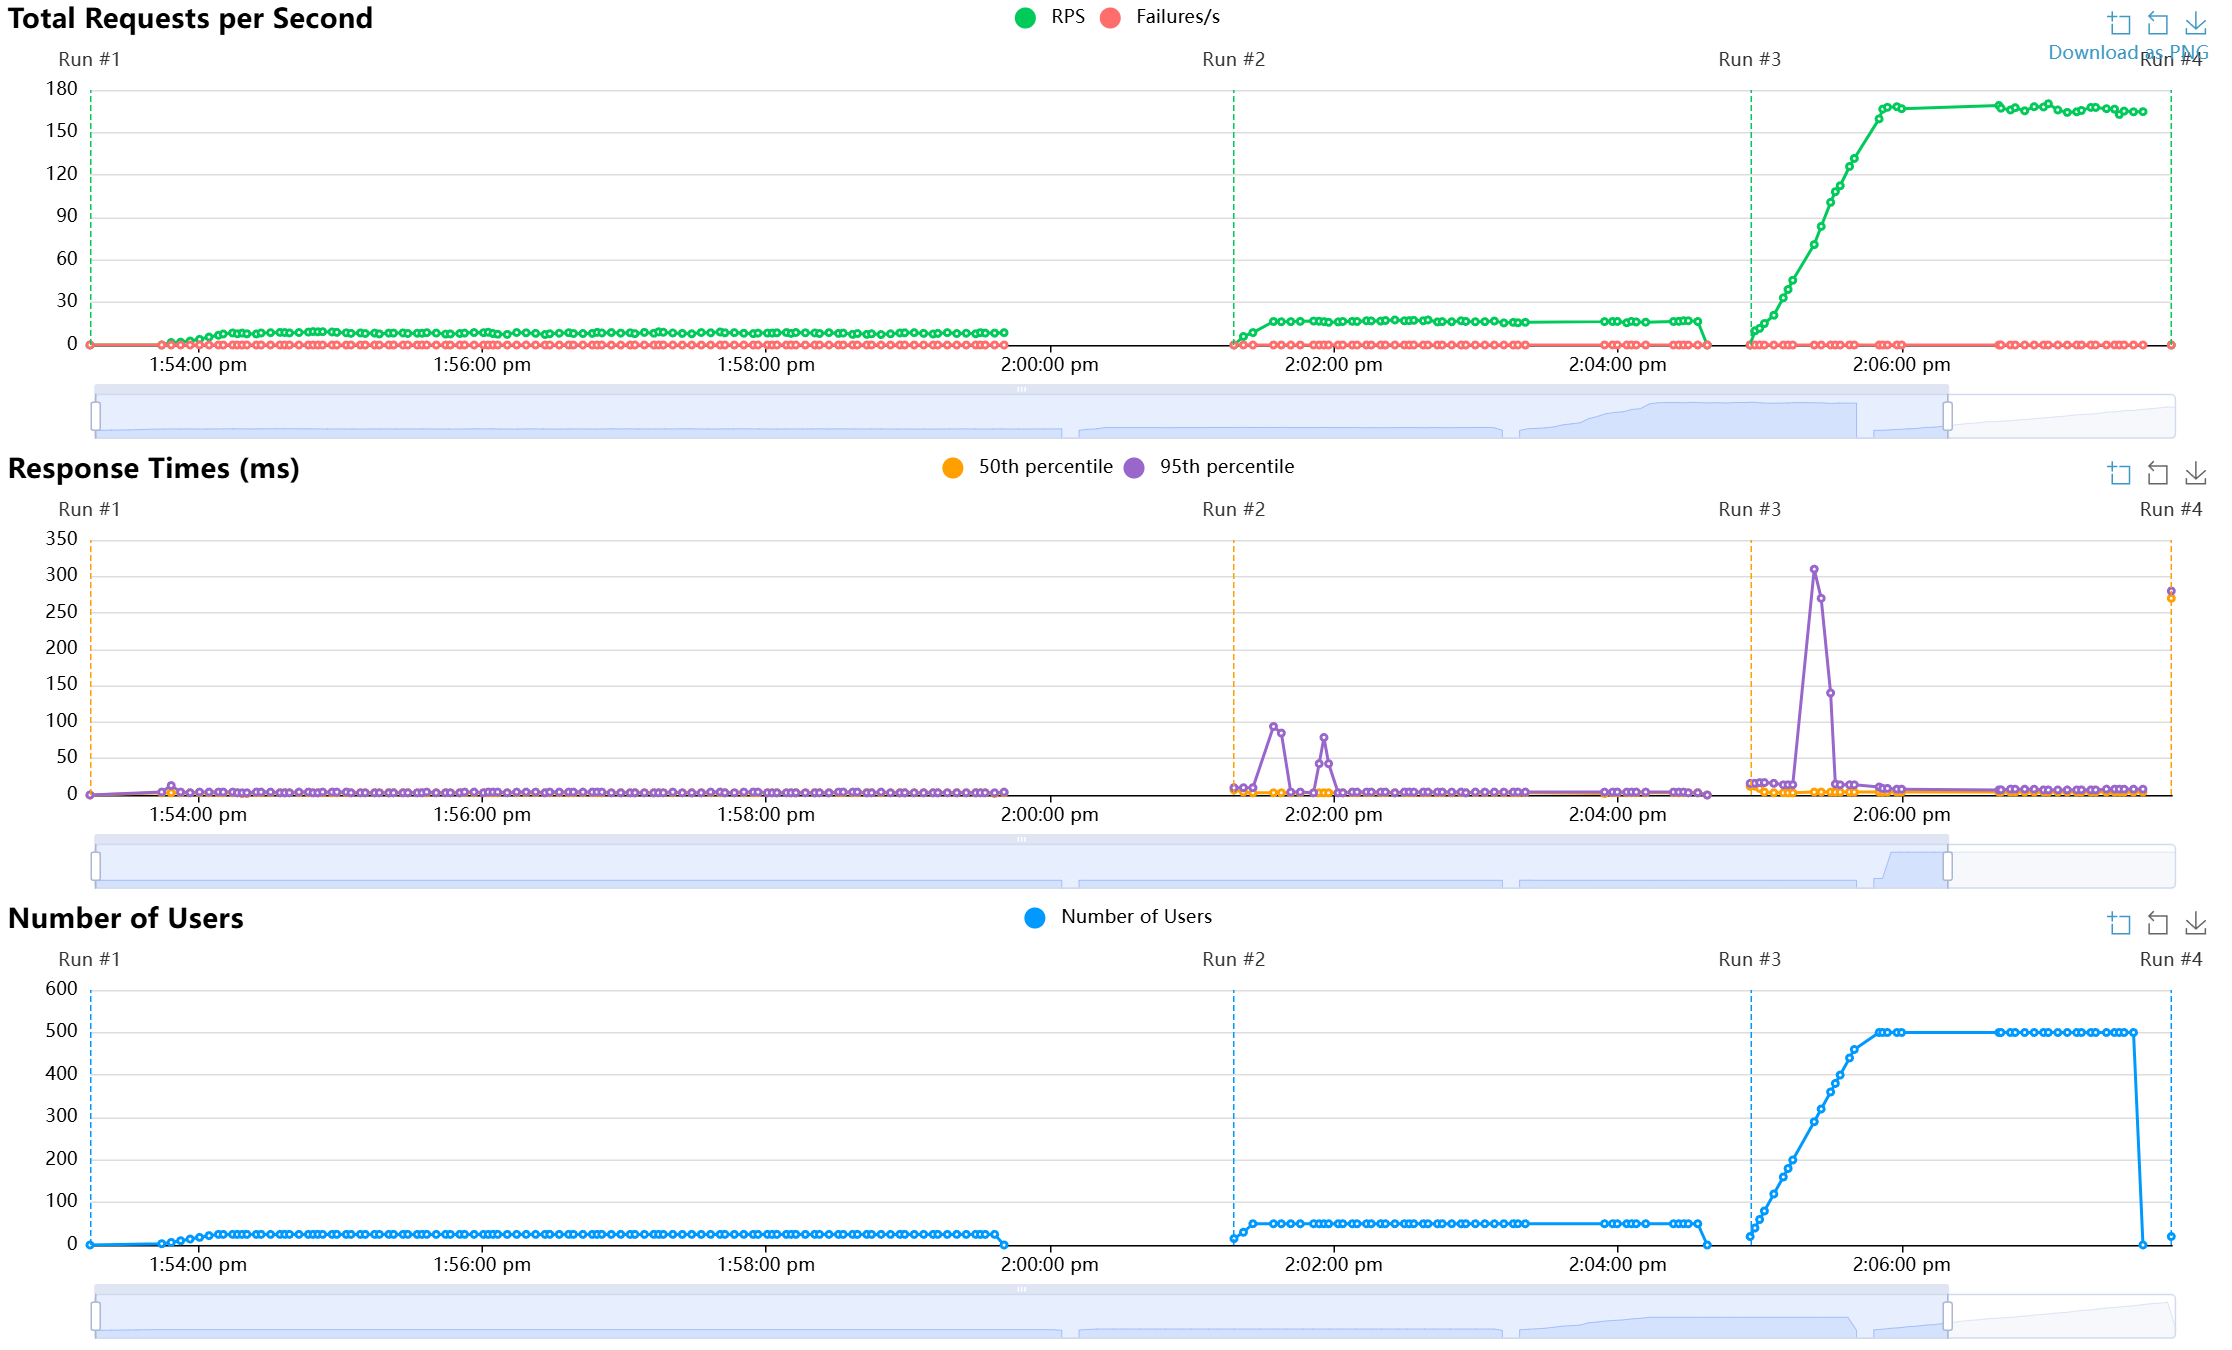 Total Requests per Second
RPS Failures/s
Download as PNG
Run #1 Run #2 Run #3 Run #4
180
150
120
90
60
30
0
1:54:00 pm 1:56:00 pm 1:58:00 pm 2:00:00 pm 2:02:00 pm 2:04:00 pm 2:06:00 pm
Response Times (ms)
50th percentile 95th percentile
Run #1 Run #2 Run #3 Run #4
350
300
250
200
150
100
50
0
1:54:00 pm 1:56:00 pm 1:58:00 pm 2:00:00 pm 2:02:00 pm 2:04:00 pm 2:06:00 pm
Number of Users
Number of Users
Run #1 Run #2 Run #3 Run #4
600
500
400
300
200
100
0
1:54:00 pm 1:56:00 pm 1:58:00 pm 2:00:00 pm 2:02:00 pm 2:04:00 pm 2:06:00 pm